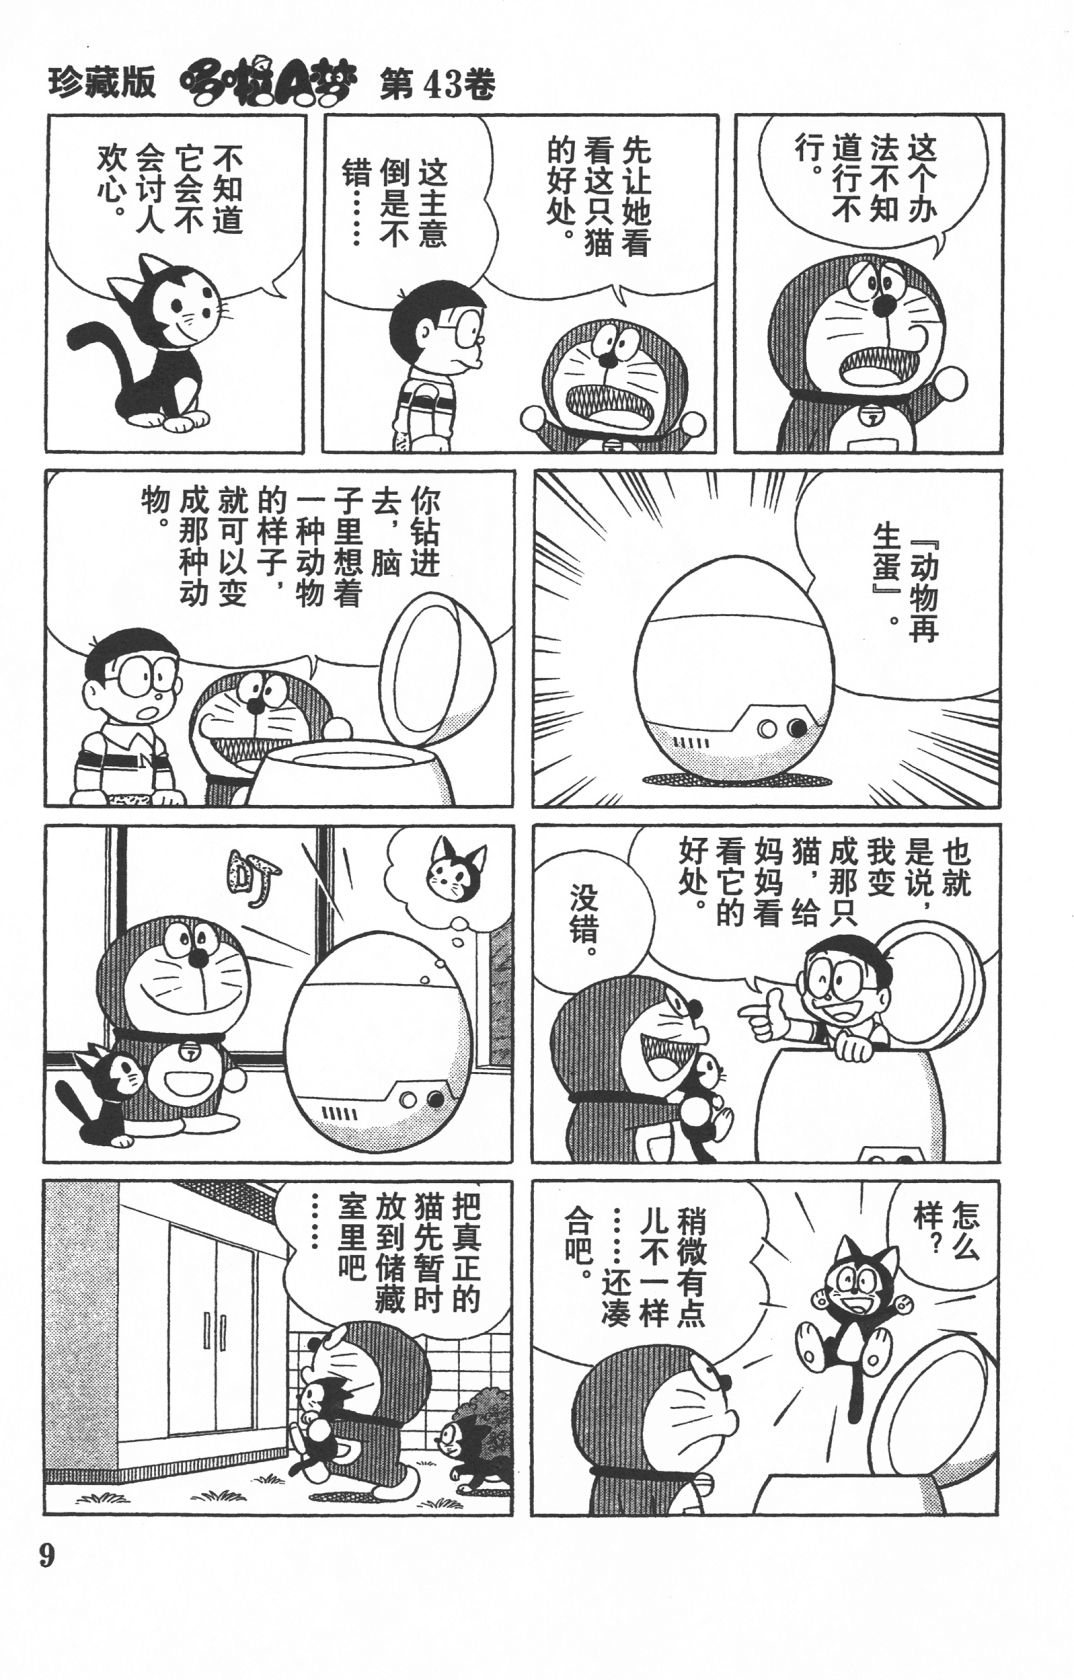 珍藏版 哆啦A梦 第43卷
这个办
法不知
道行不
行。
先让她看
看这只猫
的好处。
这主意
倒是不
错……
不知道
它会不
会讨人
欢心。
『动物再
生蛋』。
你钻进
去，脑
子里想着
一种动物
的样子，
就可以变
成那种动
物。
也就
是说，
我变
成那只
猫，给
妈妈看
看它的
好处。
没错。
叮
怎么
样？
稍微有点
儿不一样
……还凑
合吧。
把真正的
猫先暂时
放到储藏
室里吧
……
9